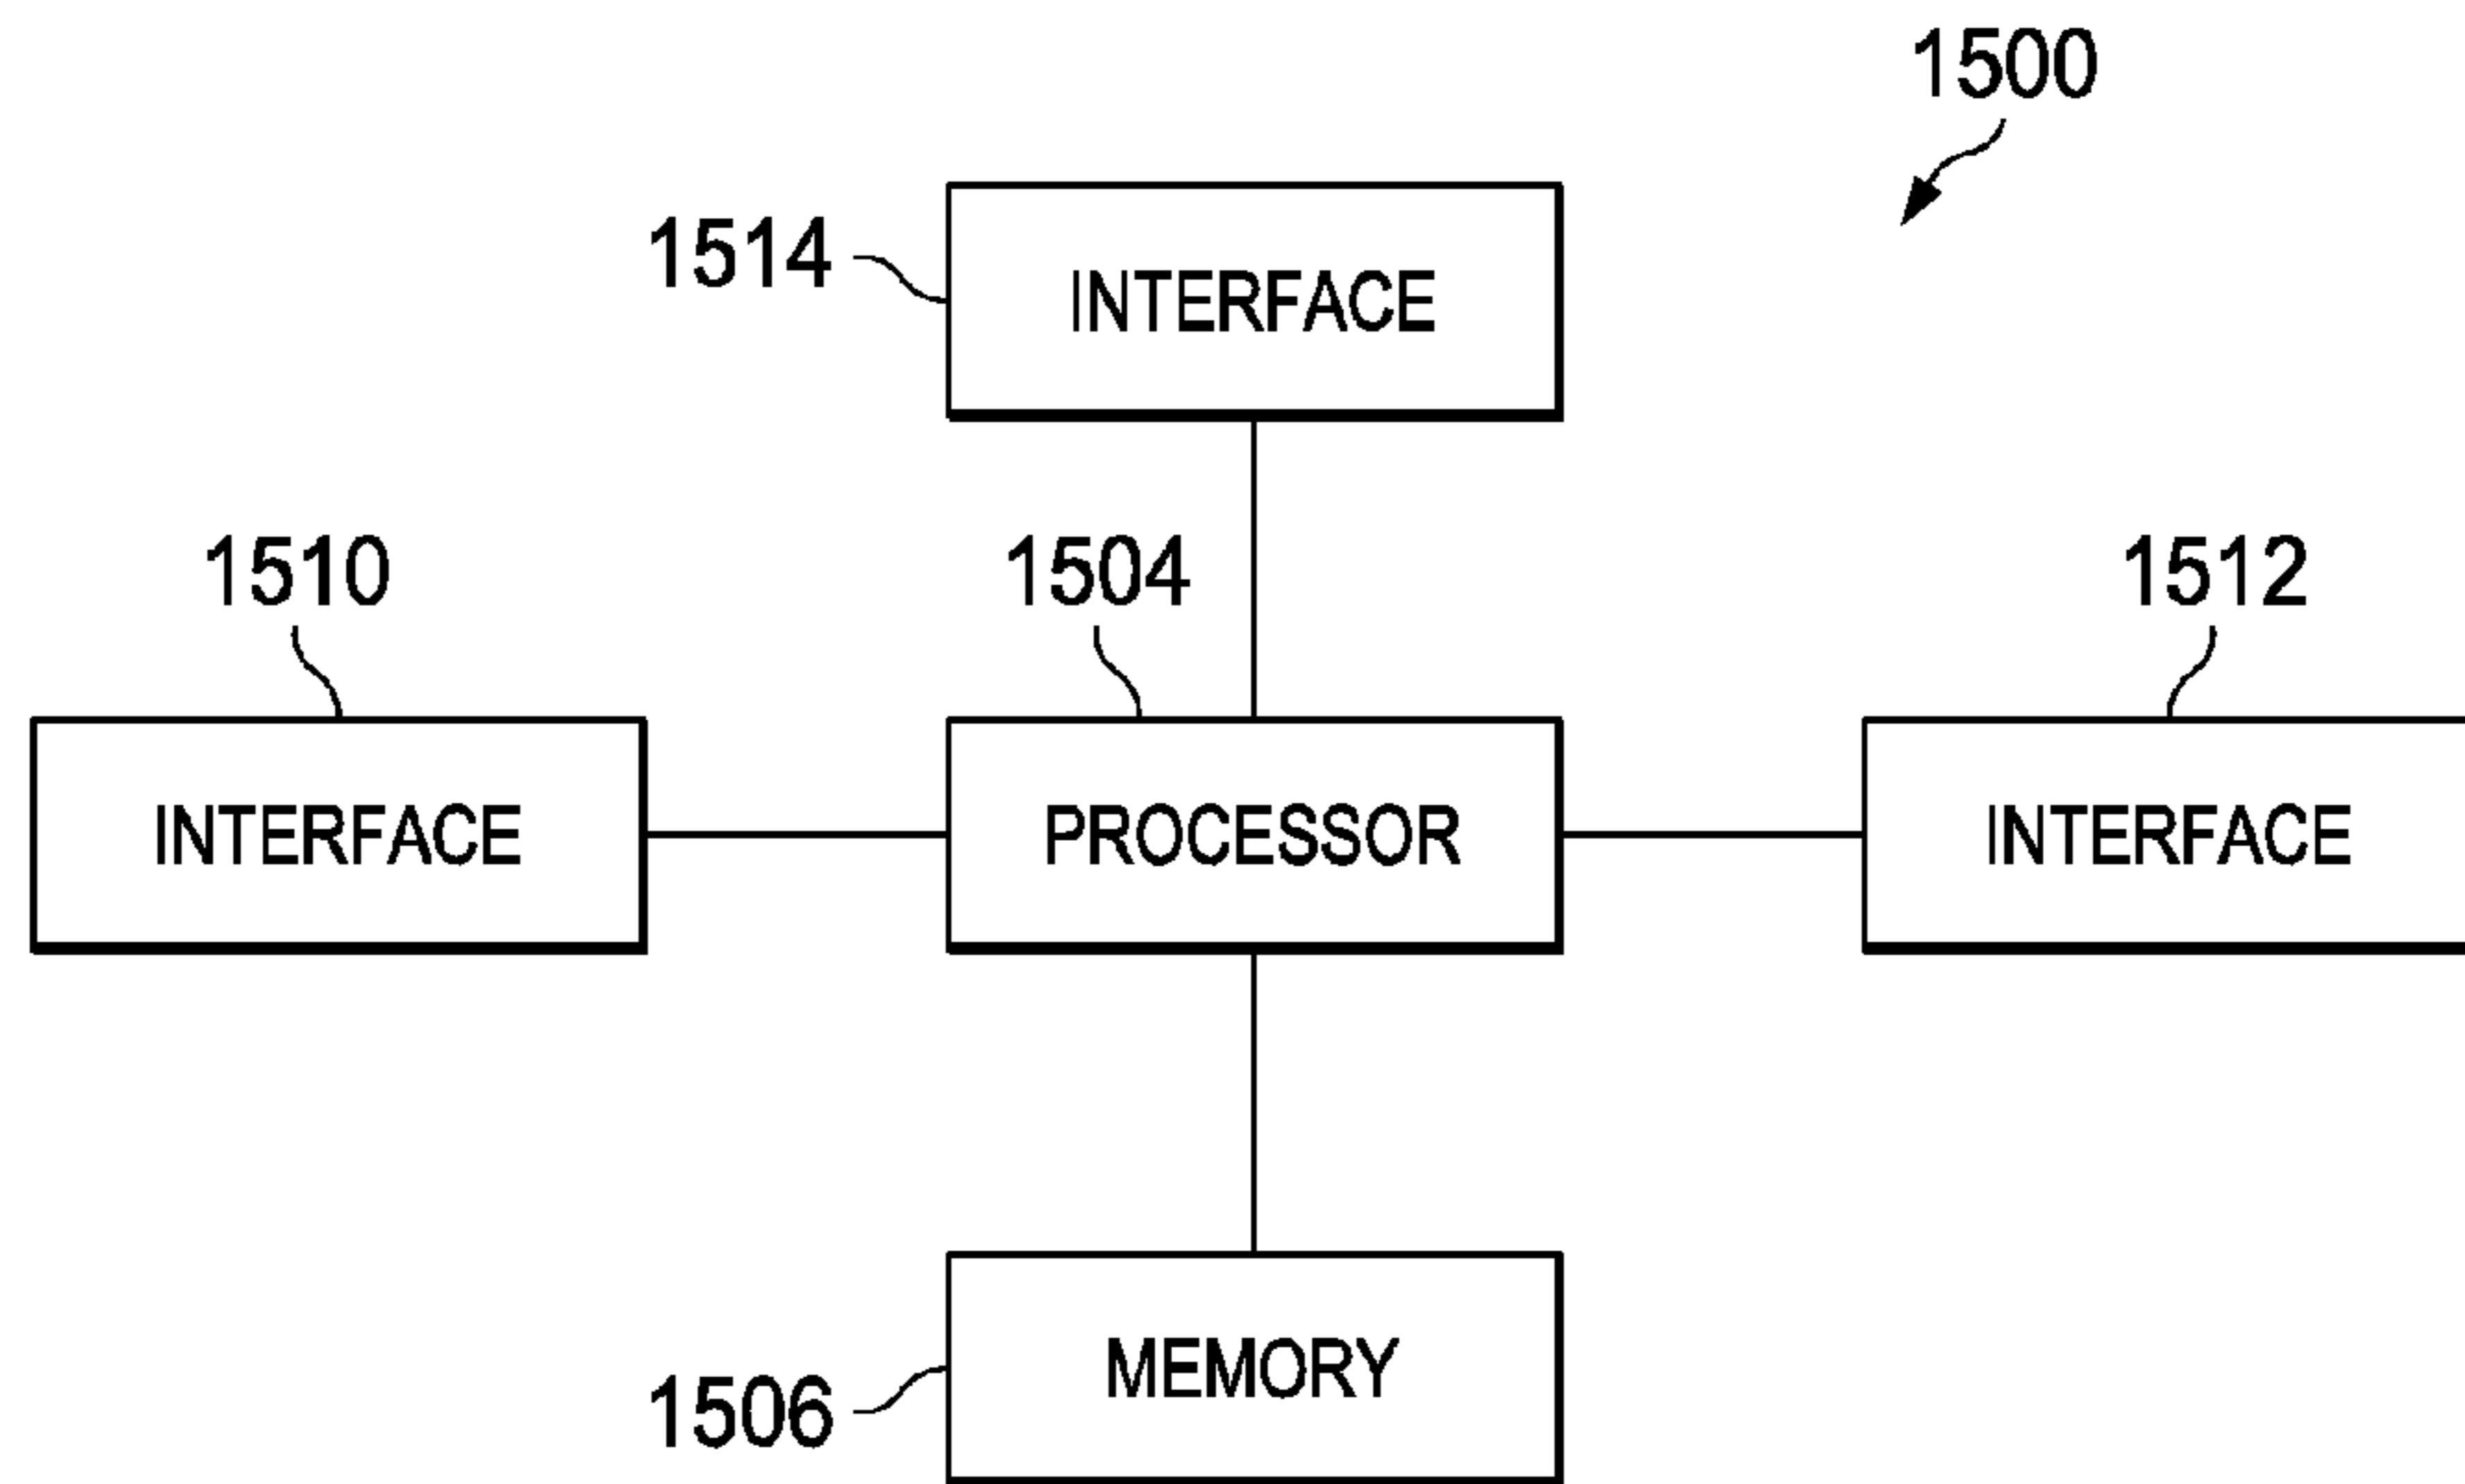 1500
1514
INTERFACE
1510
1504
1512
INTERFACE
PROCESSOR
INTERFACE
MEMORY
1506